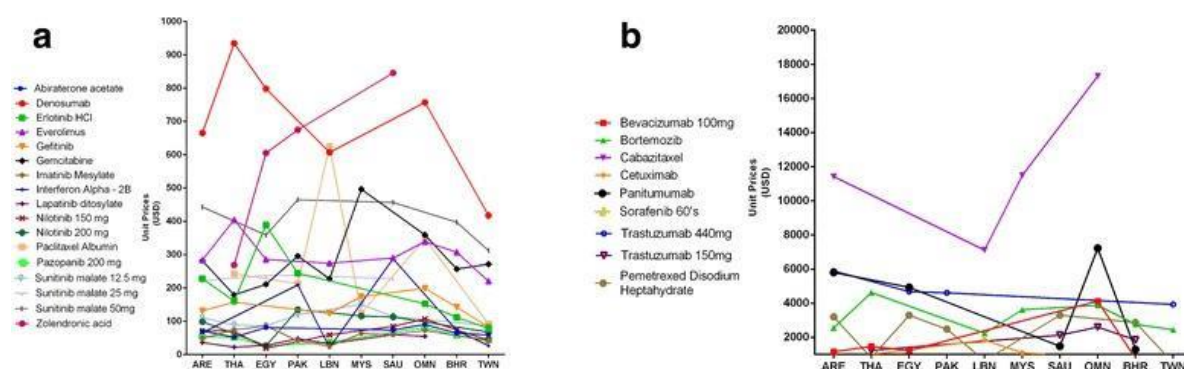 a
1000
900
800
700
600
500
400
300
200
100
0
Unit Prices
(USD)
Abiraterone acetate
Denosumab
Erlotinib HCl
Everolimus
Gefitinib
Gemcitabine
Imatinib Mesylate
Interferon Alpha - 2B
Lapatinib ditosylate
Nilotinib 150 mg
Nilotinib 200 mg
Paclitaxel Albumin
Pazopanib 200 mg
Sunitinib malate 12.5 mg
Sunitinib malate 25 mg
Sunitinib malate 50mg
Zolendronic acid
ARE THA EGY PAK LBN MYS SAU OMN BHR TWN
b
20000
18000
16000
14000
12000
10000
8000
6000
4000
2000
Unit Prices
(USD)
Bevacizumab 100mg
Bortemozib
Cabazitaxel
Cetuximab
Panitumumab
Sorafenib 60's
Trastuzumab 440mg
Trastuzumab 150mg
Pemetrexed Disodium
Heptahydrate
ARE THA EGY PAK LBN MYS SAU OMN BHR TWN